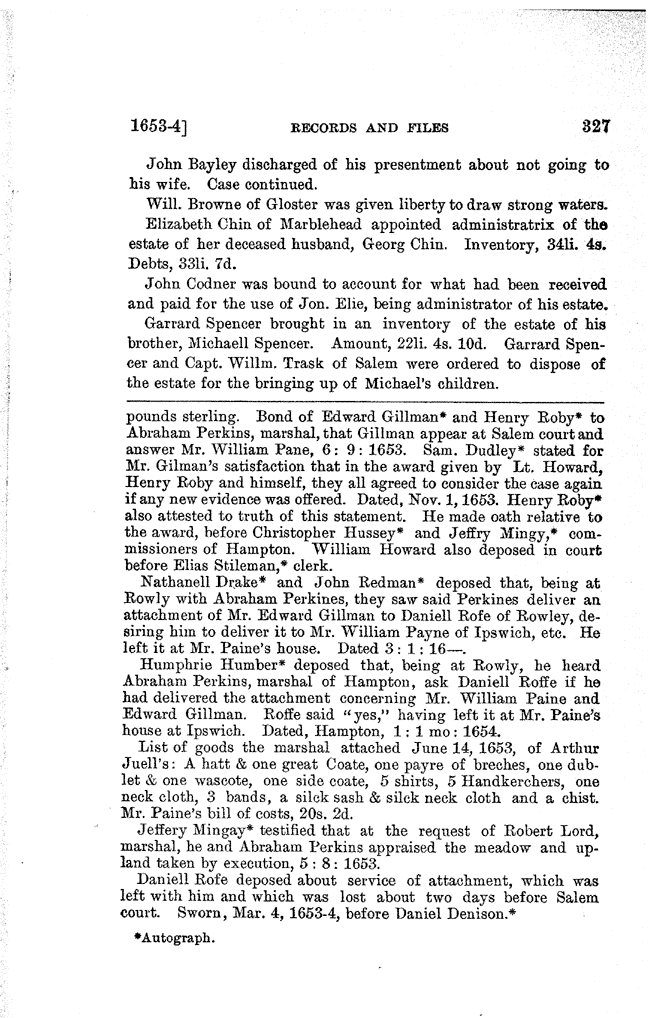 1653-4] RECORDS AND FILES 327
John Bayley discharged of his presentment about not going to
his wife. Case continued.
Will. Browne of Gloster was given liberty to draw strong waters.
Elizabeth Chin of Marblehead appointed administratrix of the
estate of her deceased husband, Georg Chin. Inventory, 34li. 4s.
Debts, 33li. 7d.
John Codner was bound to account for what had been received
and paid for the use of Jon. Elie, being administrator of his estate.
Garrard Spencer brought in an inventory of the estate of his
brother, Michaell Spencer. Amount, 22li. 4s. 10d. Garrard Spen-
cer and Capt. Willm. Trask of Salem were ordered to dispose of
the estate for the bringing up of Michael's children.
pounds sterling. Bond of Edward Gillman* and Henry Roby* to
Abraham Perkins, marshal, that Gillman appear at Salem court and
answer Mr. William Pane, 6 : 9 : 1653. Sam. Dudley* stated for
Mr. Gilman's satisfaction that in the award given by Lt. Howard,
Henry Roby and himself, they all agreed to consider the case again
if any new evidence was offered. Dated, Nov. 1, 1653. Henry Roby*
also attested to truth of this statement. He made oath relative to
the award, before Christopher Hussey* and Jeffry Mingy,* com-
missioners of Hampton. William Howard also deposed in court
before Elias Stileman,* clerk.
Nathanell Drake* and John Redman* deposed that, being at
Rowly with Abraham Perkines, they saw said Perkines deliver an
attachment of Mr. Edward Gillman to Daniell Rofe of Rowley, de-
siring him to deliver it to Mr. William Payne of Ipswich, etc. He
left it at Mr. Paine's house. Dated 3 : 1 : 16—.
Humphrie Humber* deposed that, being at Rowly, he heard
Abraham Perkins, marshal of Hampton, ask Daniell Roffe if he
had delivered the attachment concerning Mr. William Paine and
Edward Gillman. Roffe said "yes," having left it at Mr. Paine's
house at Ipswich. Dated, Hampton, 1 : 1 mo : 1654.
List of goods the marshal attached June 14, 1653, of Arthur
Juell's : A hatt & one great Coate, one payre of breches, one dub-
let & one wascote, one side coate, 5 shirts, 5 Handkerchers, one
neck cloth, 3 bands, a silck sash & silck neck cloth and a chist.
Mr. Paine's bill of costs, 20s. 2d.
Jeffery Mingay* testified that at the request of Robert Lord,
marshal, he and Abraham Perkins appraised the meadow and up-
land taken by execution, 5 : 8 : 1653.
Daniell Rofe deposed about service of attachment, which was
left with him and which was lost about two days before Salem
court. Sworn, Mar. 4, 1653-4, before Daniel Denison.*
*Autograph.